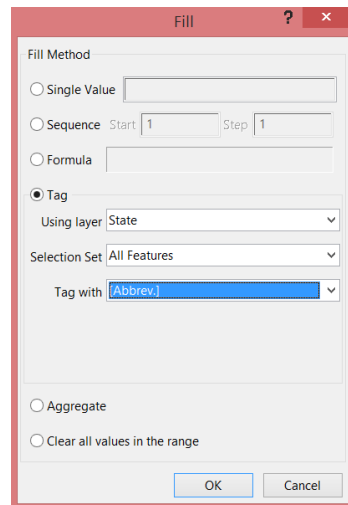 Fill ? ×
Fill Method
Single Value
Sequence Start 1 Step 1
Formula
Tag
Using layer State
Selection Set All Features
Tag with [Abbrev.]
Aggregate
Clear all values in the range
OK Cancel